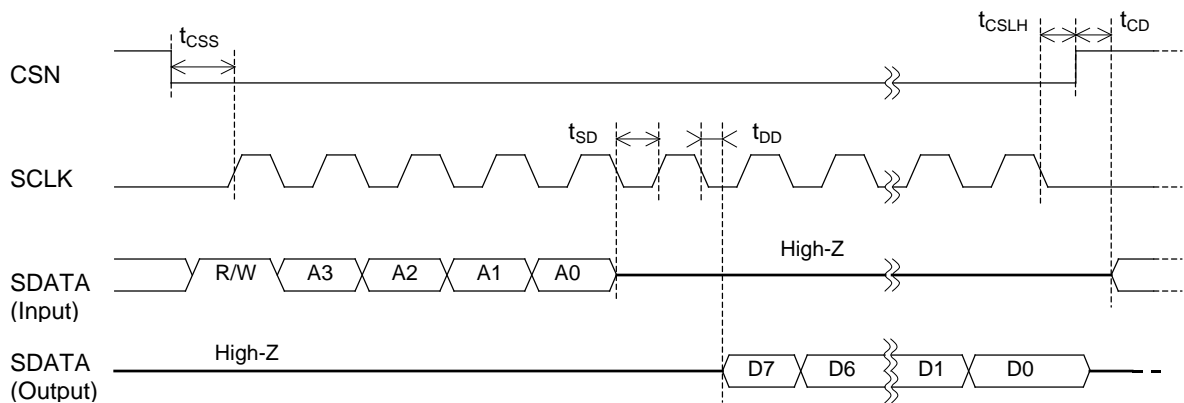 tCSS
tCSLH
tCD
CSN
tSD
tDD
SCLK
High-Z
SDATA
(Input)
R/W
A3
A2
A1
A0
High-Z
SDATA
(Output)
D7
D6
D1
D0